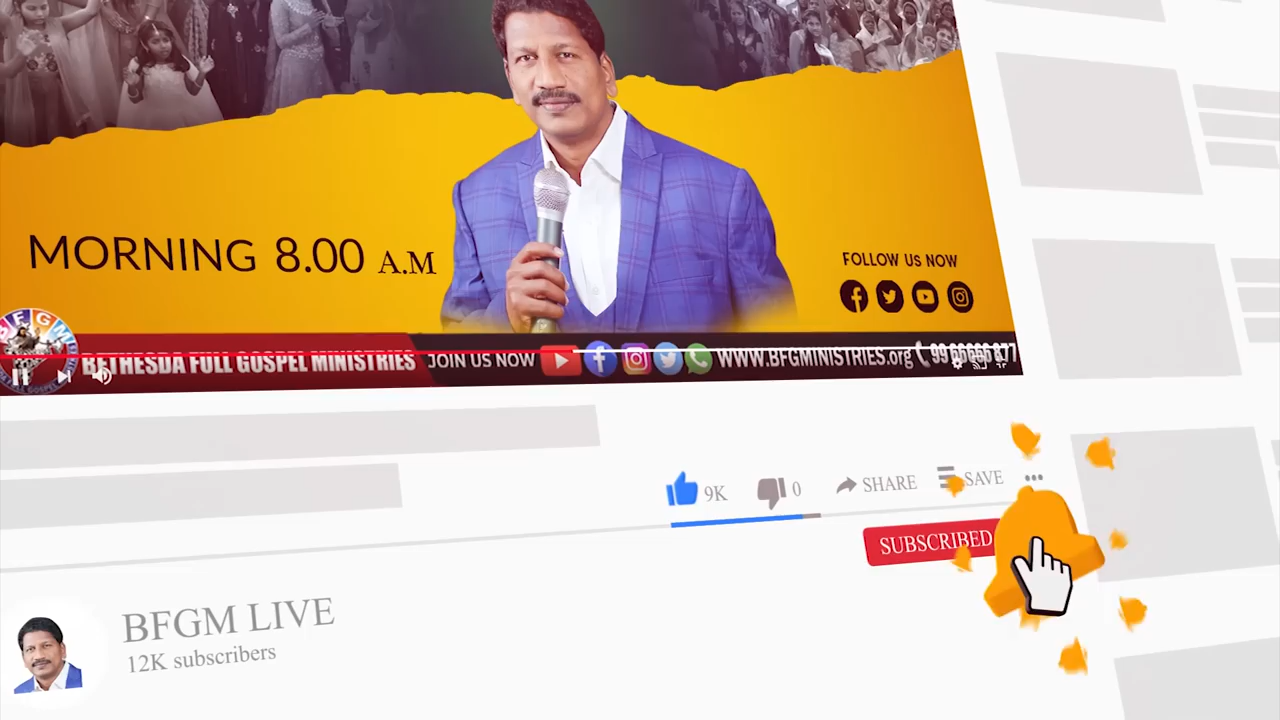 MORNING 8.00 A.M
FOLLOW US NOW
BFGM
BETHESDA FULL GOSPEL MINISTRIES JOIN US NOW WWW.BFGMINISTRIES.org
9K 0 SHARE SAVE
SUBSCRIBED
BFGM LIVE
12K subscribers